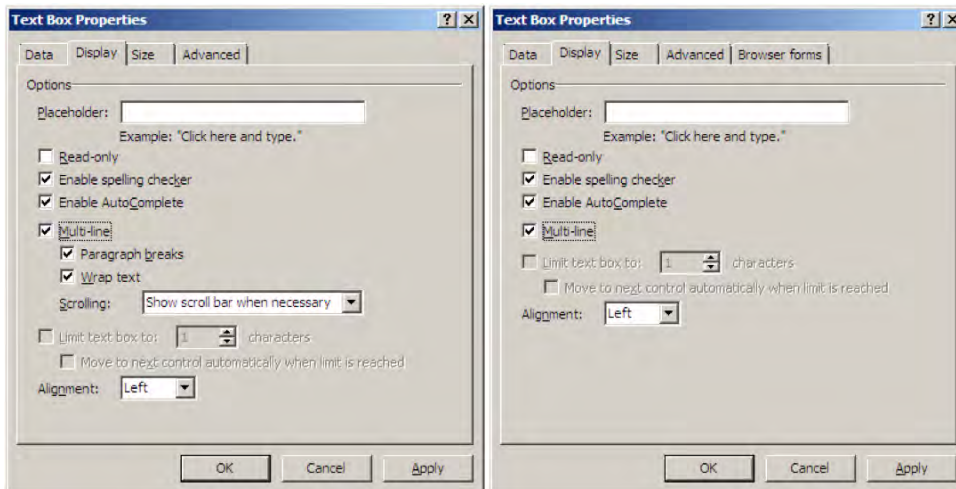 Text Box Properties
Data Display Size Advanced
Options
Placeholder:
Example: "Click here and type."
Read-only
Enable spelling checker
Enable AutoComplete
Multi-line
Paragraph breaks
Wrap text
Scrolling: Show scroll bar when necessary
Limit text box to: 1 characters
Move to next control automatically when limit is reached
Alignment: Left
OK Cancel Apply
Text Box Properties
Data Display Size Advanced Browser forms
Options
Placeholder:
Example: "Click here and type."
Read-only
Enable spelling checker
Enable AutoComplete
Multi-line
Limit text box to: 1 characters
Move to next control automatically when limit is reached
Alignment: Left
OK Cancel Apply